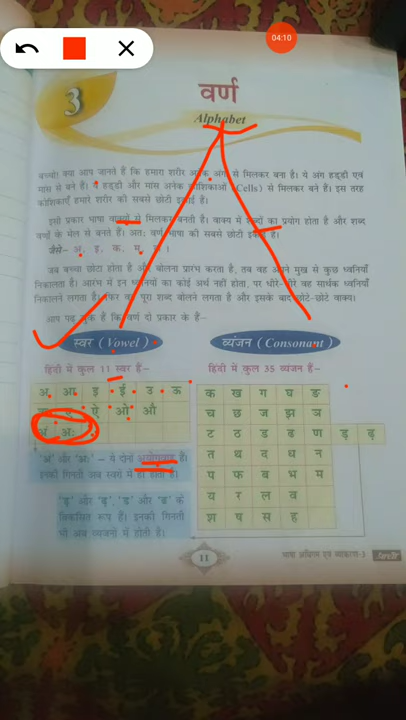 04:10
3
वर्ण
Alphabet
बच्चो! क्या आप जानते हैं कि हमारा शरीर अनेक अंगों से मिलकर बना है। ये अंग हड्डी एवं
मांस से बने हैं। ये हड्डी और मांस अनेक कोशिकाओं (Cells) से मिलकर बने हैं। इस तरह
कोशिकाएँ हमारे शरीर की सबसे छोटी इकाई हैं।
इसी प्रकार भाषा वाक्यों से मिलकर बनती है। वाक्य में शब्दों का प्रयोग होता है और शब्द
वर्णों के मेल से बनते हैं। अतः वर्ण भाषा की सबसे छोटी इकाई है।
जैसे– अ, इ, क, म्
जब बच्चा छोटा होता है और बोलना प्रारंभ करता है, तब वह अपने मुख से कुछ ध्वनियाँ
निकालता है। आरंभ में इन ध्वनियों का कोई अर्थ नहीं होता, पर धीरे-धीरे वह सार्थक ध्वनियाँ
निकालने लगता है। फिर वह पूरा शब्द बोलने लगता है और इसके बाद छोटे-छोटे वाक्य।
आप पढ़ चुके हैं कि वर्ण दो प्रकार के हैं–
स्वर (Vowel) व्यंजन (Consonant)
हिंदी में कुल 11 स्वर हैं– हिंदी में कुल 35 व्यंजन हैं–
अ आ इ ई उ ऊ क ख ग घ ङ
ए ऐ ओ औ च छ ज झ ञ
अं अः ट ठ ड ढ ण ड़ ढ़
त थ द ध न
'अं' और 'अः' – ये दोनों अयोगवाह हैं।
इनकी गिनती अब स्वरों में ही होती है।
प फ ब भ म
य र ल व
श ष स ह
'ड़' और 'ढ़', 'ड' और 'ढ' के
विकसित रूप हैं। इनकी गिनती
भी अब व्यंजनों में होती है।
11
भाषा अधिगम एवं व्याकरण-3